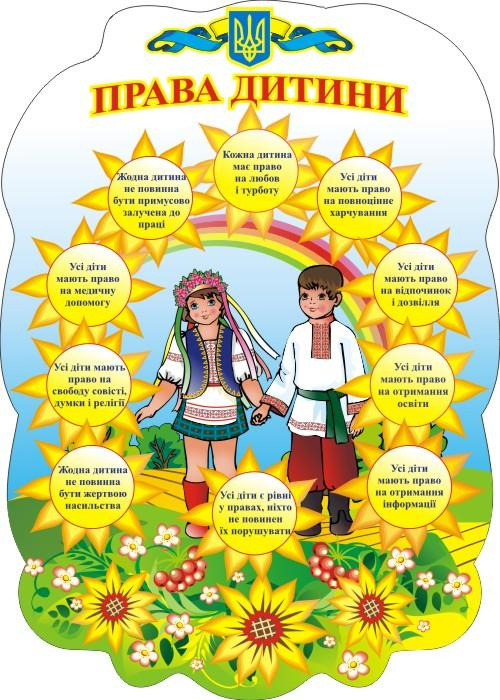 ПРАВА ДИТИНИ
Кожна дитина
має право
на любов
і турботу
Жодна дитина
не повинна
бути примусово
залучена до
праці
Усі діти
мають право
на повноцінне
харчування
Усі діти
мають право
на медичну
допомогу
Усі діти
мають право
на відпочинок
і дозвілля
Усі діти мають
право на
свободу совісті,
думки і релігії
Усі діти
мають право
на отримання
освіти
Жодна дитина
не повинна
бути жертвою
насильства
Усі діти є рівні
у правах, ніхто
не повинен
їх порушувати
Усі діти
мають право
на отримання
інформації